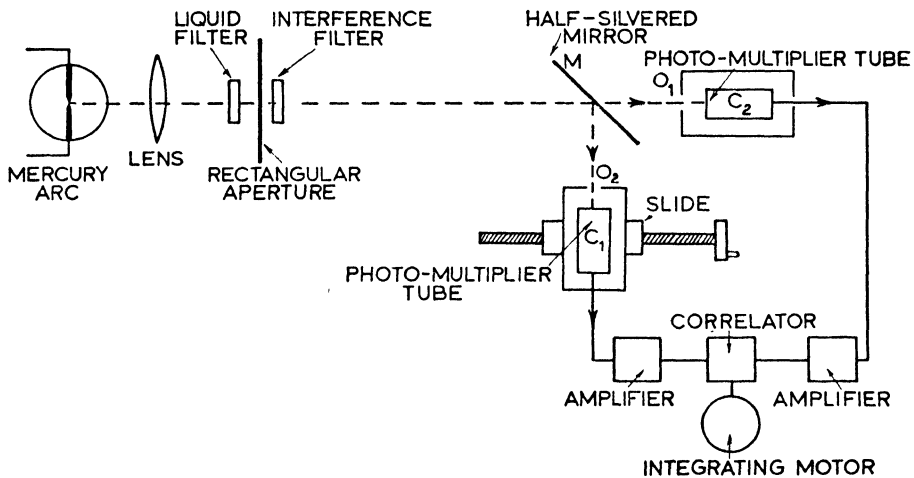 LIQUID
FILTER
INTERFERENCE
FILTER
HALF-SILVERED
MIRROR
M
PHOTO-MULTIPLIER TUBE
O1
C2
LENS
MERCURY
ARC
RECTANGULAR
APERTURE
O2
SLIDE
C1
PHOTO-MULTIPLIER
TUBE
CORRELATOR
AMPLIFIER
AMPLIFIER
INTEGRATING MOTOR